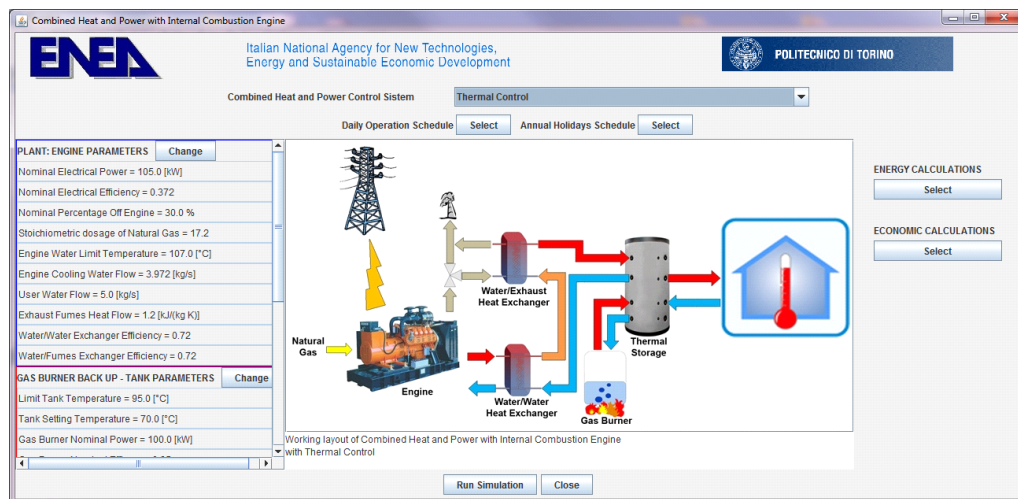 Combined Heat and Power with Internal Combustion Engine
ENEA
Italian National Agency for New Technologies,
Energy and Sustainable Economic Development
POLITECNICO DI TORINO
Combined Heat and Power Control Sistem
Thermal Control
Daily Operation Schedule
Select
Annual Holidays Schedule
Select
PLANT: ENGINE PARAMETERS
Change
Nominal Electrical Power = 105.0 [kW]
Nominal Electrical Efficiency = 0.372
Nominal Percentage Off Engine = 30.0 %
Stoichiometric dosage of Natural Gas = 17.2
Engine Water Limit Temperature = 107.0 [°C]
Engine Cooling Water Flow = 3.972 [kg/s]
User Water Flow = 5.0 [kg/s]
Exhaust Fumes Heat Flow = 1.2 [kJ/(kg K)]
Water/Water Exchanger Efficiency = 0.72
Water/Fumes Exchanger Efficiency = 0.72
GAS BURNER BACK UP - TANK PARAMETERS
Change
Limit Tank Temperature = 95.0 [°C]
Tank Setting Temperature = 70.0 [°C]
Gas Burner Nominal Power = 100.0 [kW]
Water/Exhaust
Heat Exchanger
Natural
Gas
Engine
Water/Water
Heat Exchanger
Thermal
Storage
Gas Burner
Working layout of Combined Heat and Power with Internal Combustion Engine
with Thermal Control
ENERGY CALCULATIONS
Select
ECONOMIC CALCULATIONS
Select
Run Simulation
Close